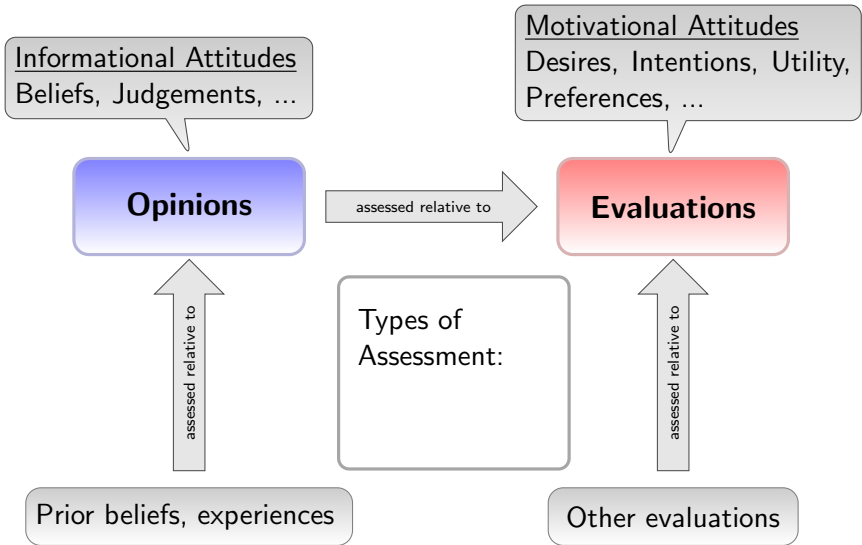 Informational Attitudes
Beliefs, Judgements, ...
Motivational Attitudes
Desires, Intentions, Utility,
Preferences, ...
Opinions
assessed relative to
Evaluations
assessed relative to
Types of
Assessment:
assessed relative to
Prior beliefs, experiences
Other evaluations